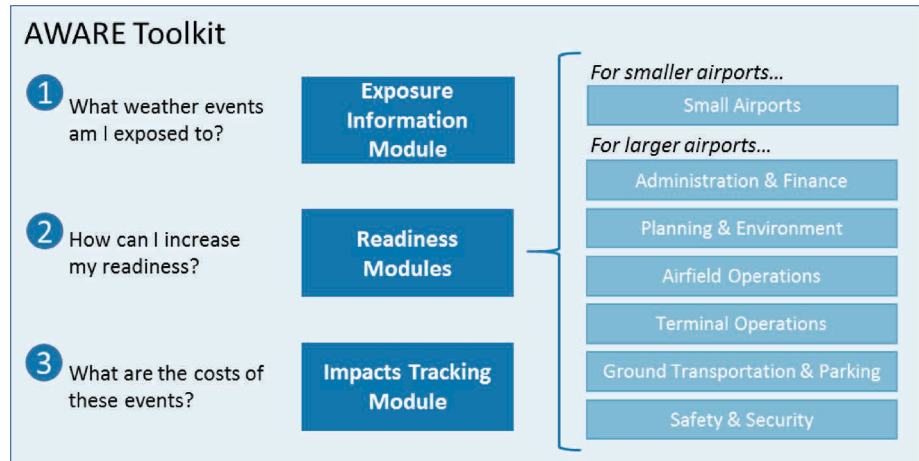 AWARE Toolkit
1
What weather events
am I exposed to?
Exposure
Information
Module
2
How can I increase
my readiness?
Readiness
Modules
3
What are the costs of
these events?
Impacts Tracking
Module
For smaller airports...
Small Airports
For larger airports...
Administration & Finance
Planning & Environment
Airfield Operations
Terminal Operations
Ground Transportation & Parking
Safety & Security